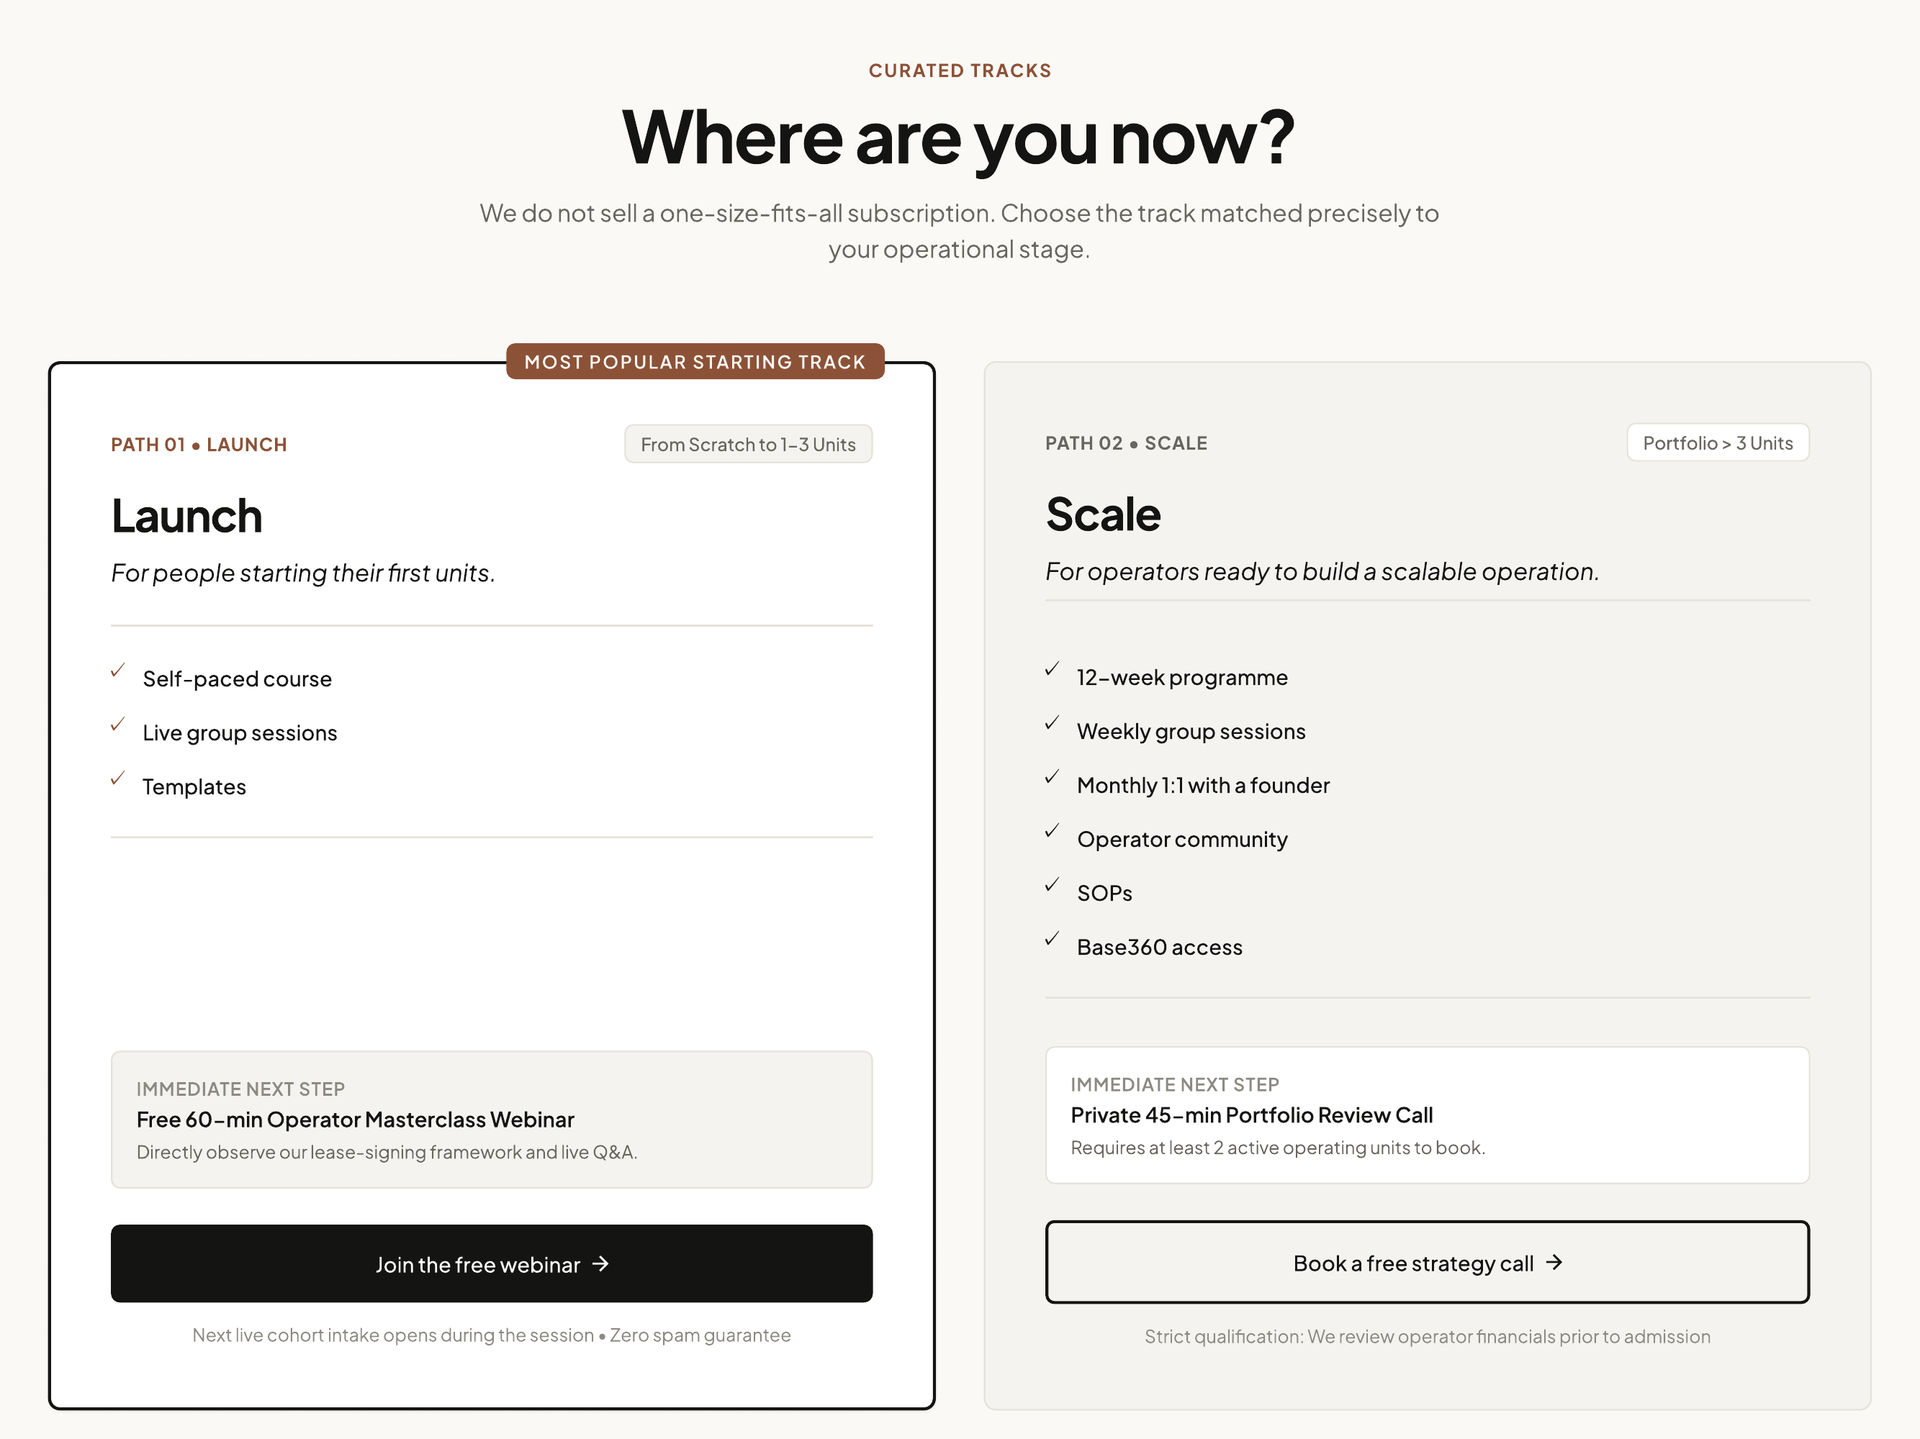 CURATED TRACKS
Where are you now?
We do not sell a one-size-fits-all subscription. Choose the track matched precisely to
your operational stage.
MOST POPULAR STARTING TRACK
PATH 01 • LAUNCH
From Scratch to 1–3 Units
Launch
For people starting their first units.
✓ Self-paced course
✓ Live group sessions
✓ Templates
IMMEDIATE NEXT STEP
Free 60-min Operator Masterclass Webinar
Directly observe our lease-signing framework and live Q&A.
Join the free webinar →
Next live cohort intake opens during the session • Zero spam guarantee
PATH 02 • SCALE
Portfolio > 3 Units
Scale
For operators ready to build a scalable operation.
✓ 12-week programme
✓ Weekly group sessions
✓ Monthly 1:1 with a founder
✓ Operator community
✓ SOPs
✓ Base360 access
IMMEDIATE NEXT STEP
Private 45-min Portfolio Review Call
Requires at least 2 active operating units to book.
Book a free strategy call →
Strict qualification: We review operator financials prior to admission